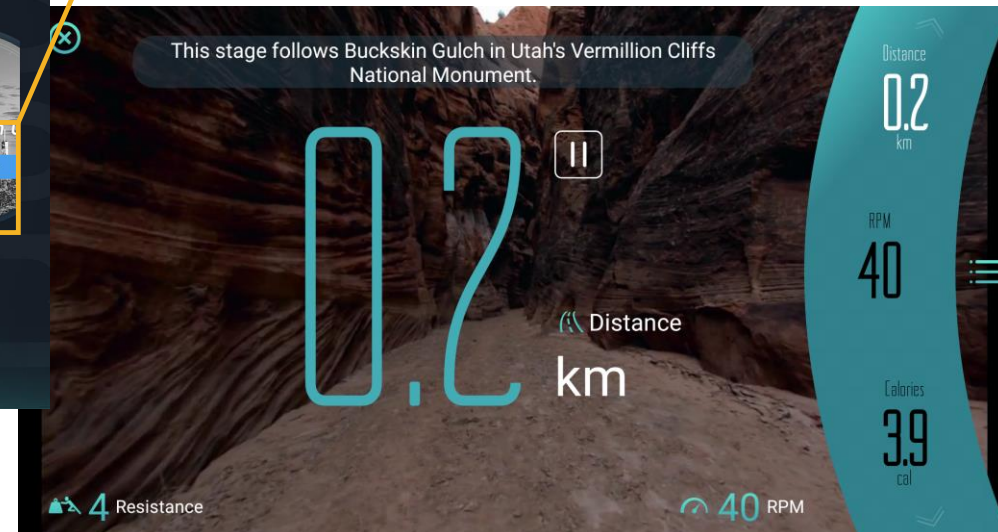 This stage follows Buckskin Gulch in Utah's Vermillion Cliffs
National Monument.
0.2
Distance
km
4 Resistance
40 RPM
Distance
0.2
km
RPM
40
Calories
3.9
cal